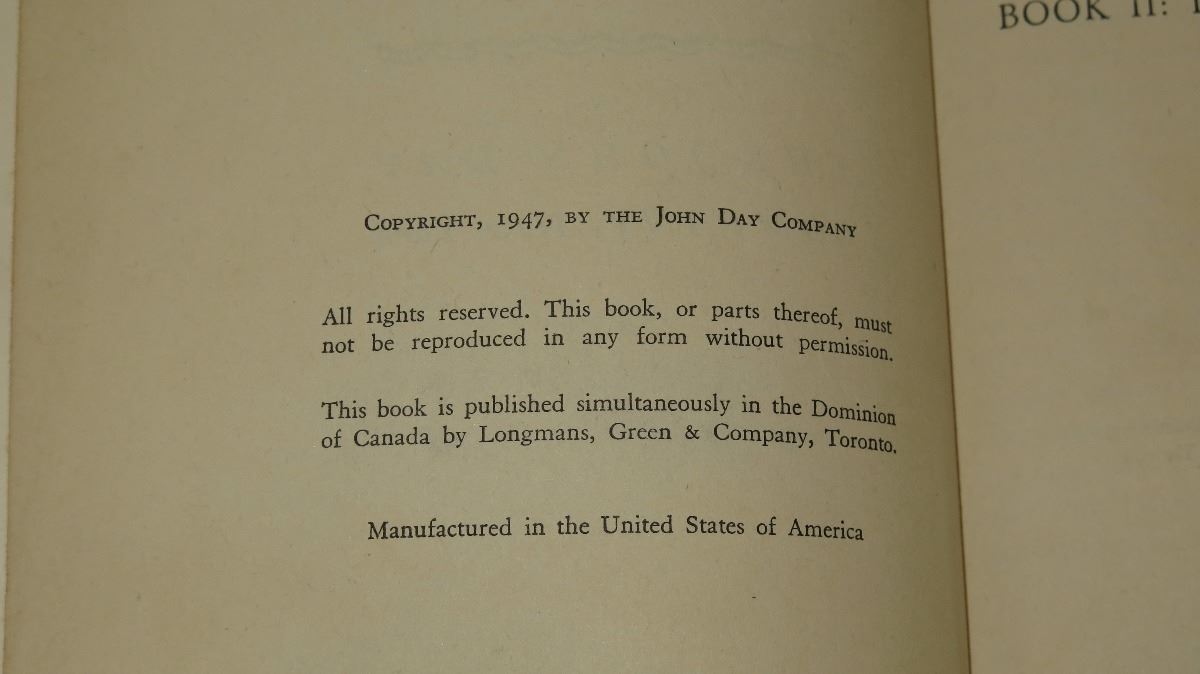 COPYRIGHT, 1947, BY THE JOHN DAY COMPANY
All rights reserved. This book, or parts thereof, must
not be reproduced in any form without permission.
This book is published simultaneously in the Dominion
of Canada by Longmans, Green & Company, Toronto.
Manufactured in the United States of America
BOOK II: